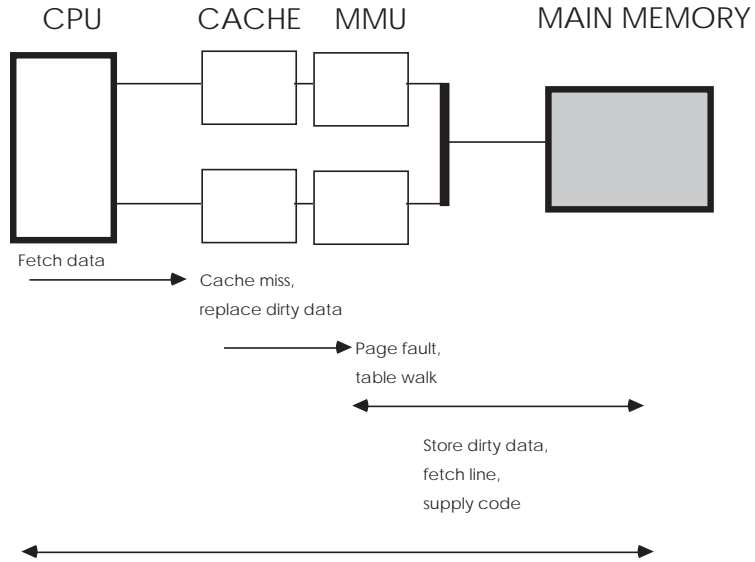 CPU CACHE MMU MAIN MEMORY
Fetch data
Cache miss,
replace dirty data
Page fault,
table walk
Store dirty data,
fetch line,
supply code